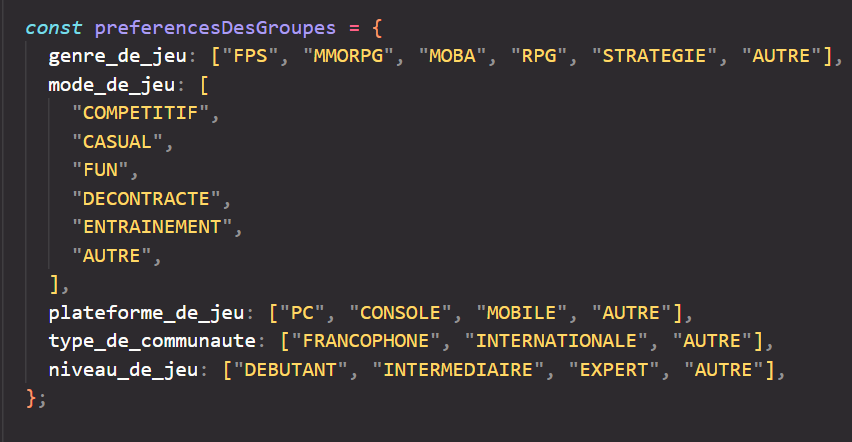 const preferencesDesGroupes = {
  genre_de_jeu: ["FPS", "MMORPG", "MOBA", "RPG", "STRATEGIE", "AUTRE"],
  mode_de_jeu: [
    "COMPETITIF",
    "CASUAL",
    "FUN",
    "DECONTRACTE",
    "ENTRAINEMENT",
    "AUTRE",
  ],
  plateforme_de_jeu: ["PC", "CONSOLE", "MOBILE", "AUTRE"],
  type_de_communaute: ["FRANCOPHONE", "INTERNATIONALE", "AUTRE"],
  niveau_de_jeu: ["DEBUTANT", "INTERMEDIAIRE", "EXPERT", "AUTRE"],
};